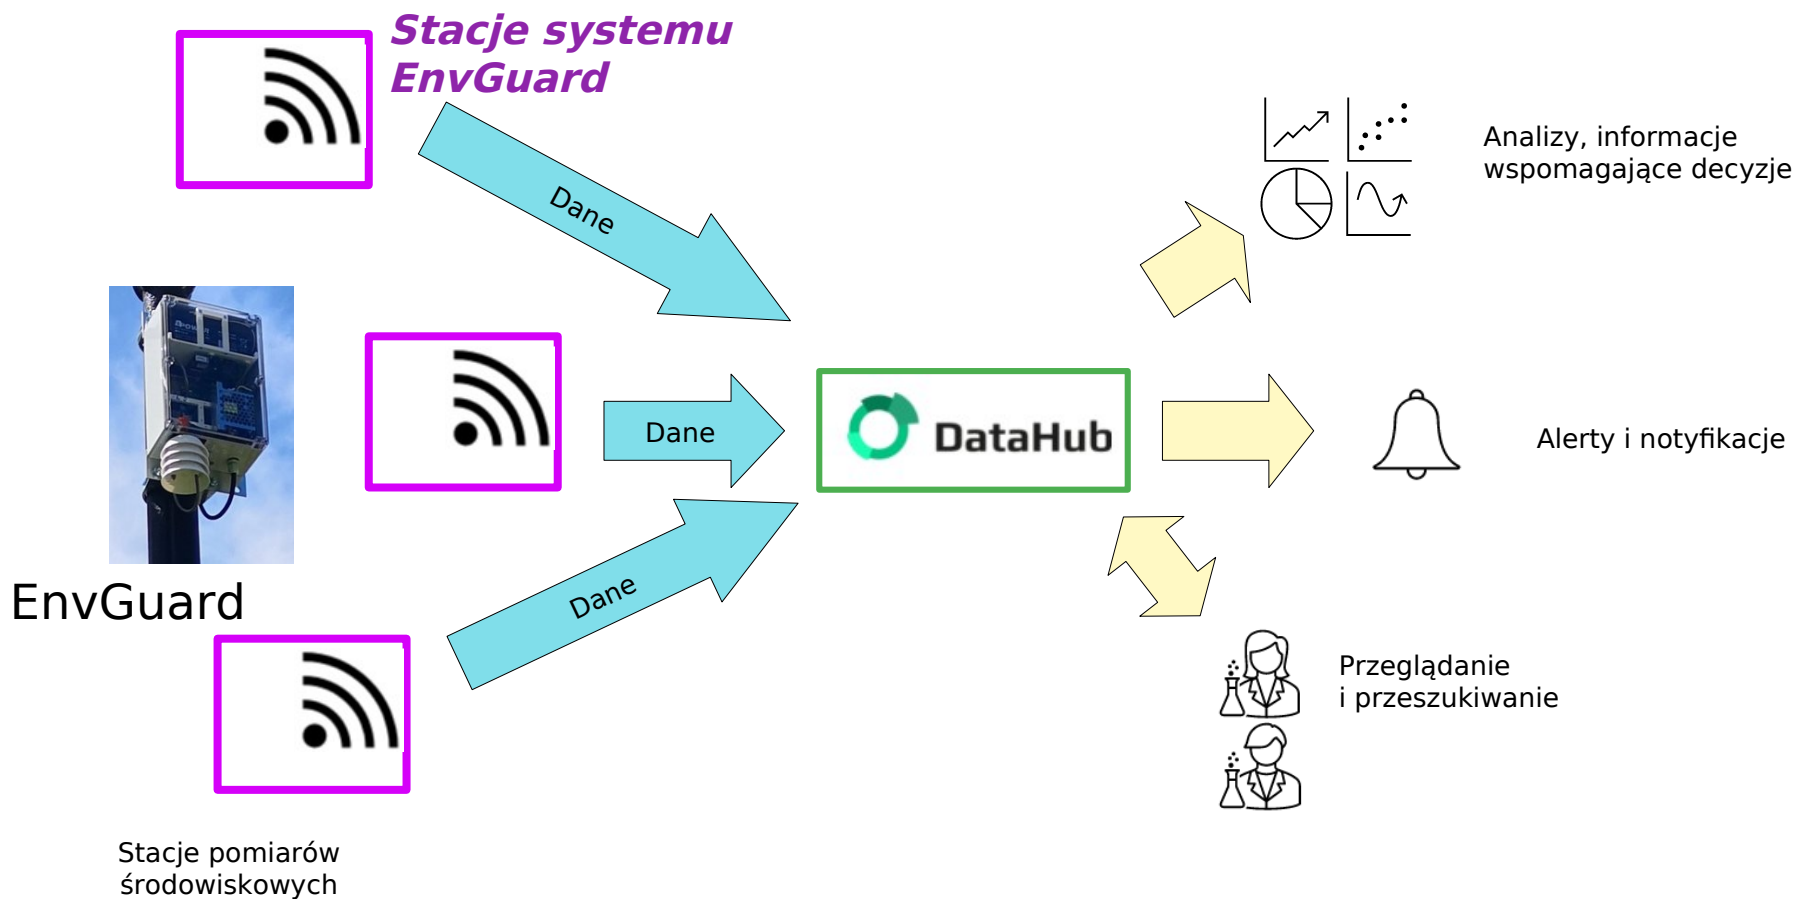 Stacje systemu
EnvGuard
Dane
Analizy, informacje
wspomagające decyzje
Dane
DataHub
Alerty i notyfikacje
EnvGuard
Dane
Przeglądanie
i przeszukiwanie
Stacje pomiarów
środowiskowych